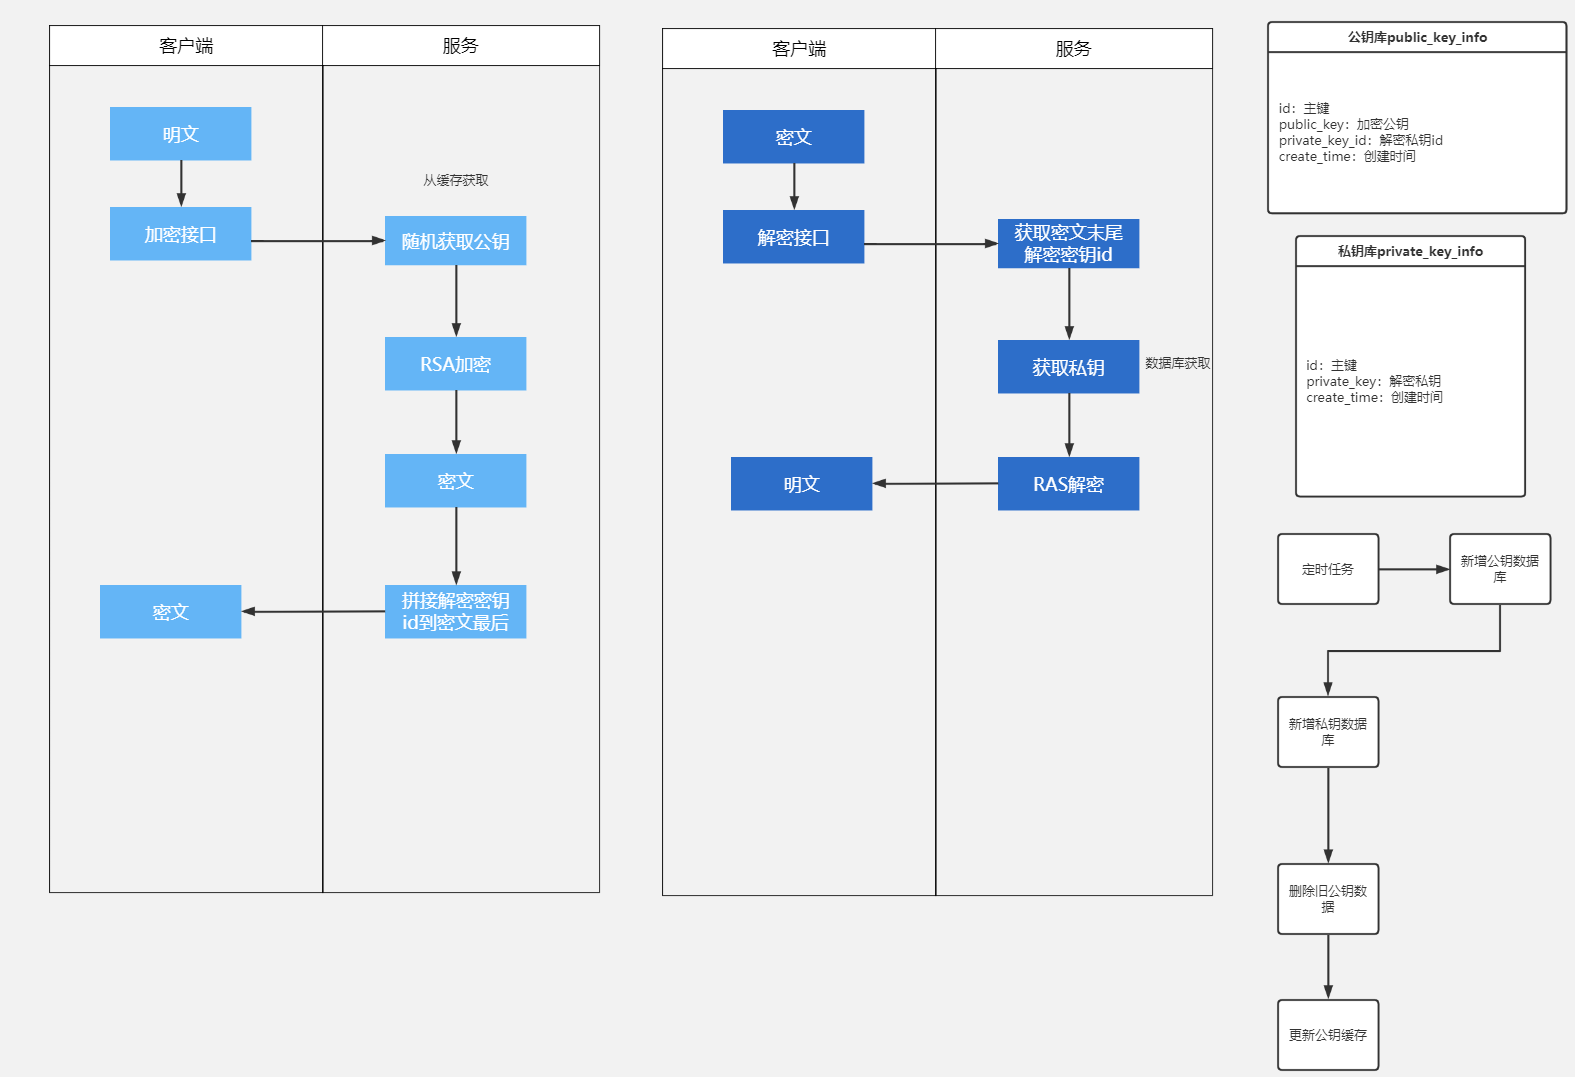 客户端
服务
明文
从缓存获取
加密接口
随机获取公钥
RSA加密
密文
拼接解密密钥
id到密文最后
密文
客户端
服务
密文
解密接口
获取密文末尾
解密密钥id
获取私钥
数据库获取
RAS解密
明文
公钥库public_key_info
id：主键
public_key：加密公钥
private_key_id：解密私钥id
create_time：创建时间
私钥库private_key_info
id：主键
private_key：解密私钥
create_time：创建时间
定时任务
新增公钥数据
库
新增私钥数据
库
删除旧公钥数
据
更新公钥缓存